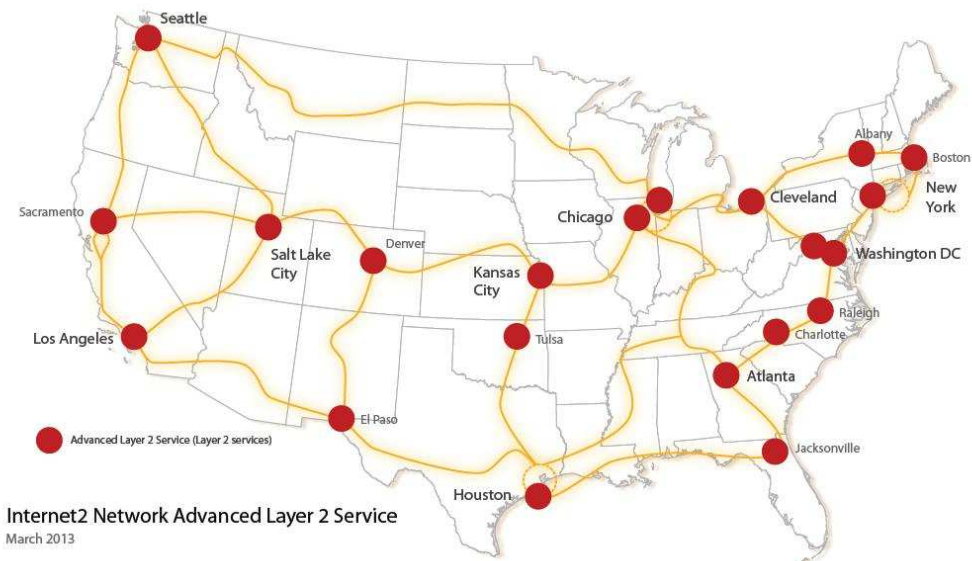 Seattle
Albany
Boston
Cleveland
New
York
Sacramento
Chicago
Salt Lake
City
Denver
Kansas
City
Washington DC
Los Angeles
Tulsa
Raleigh
Charlotte
Atlanta
El Paso
Advanced Layer 2 Service (Layer 2 services)
Jacksonville
Houston
Internet2 Network Advanced Layer 2 Service
March 2013